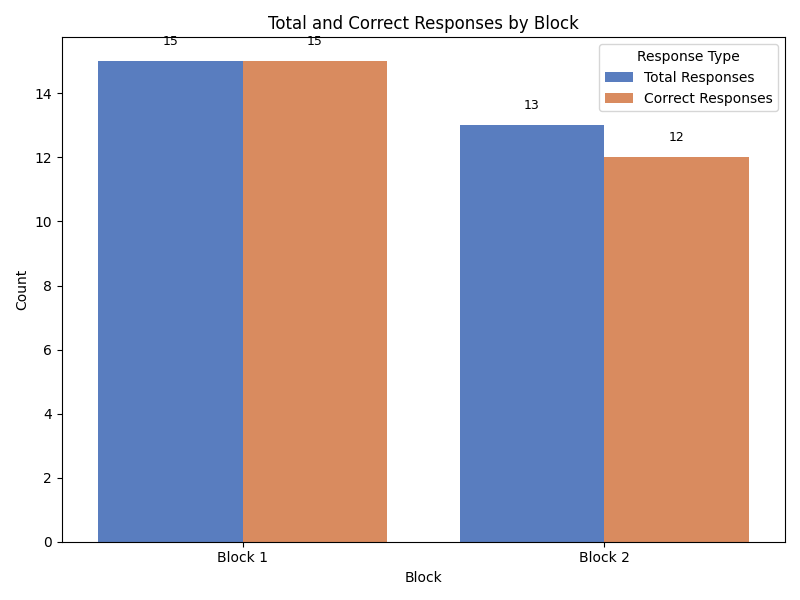 Total and Correct Responses by Block
15
15
13
12
Response Type
Total Responses
Correct Responses
14
12
10
8
6
4
2
0
Count
Block 1
Block 2
Block